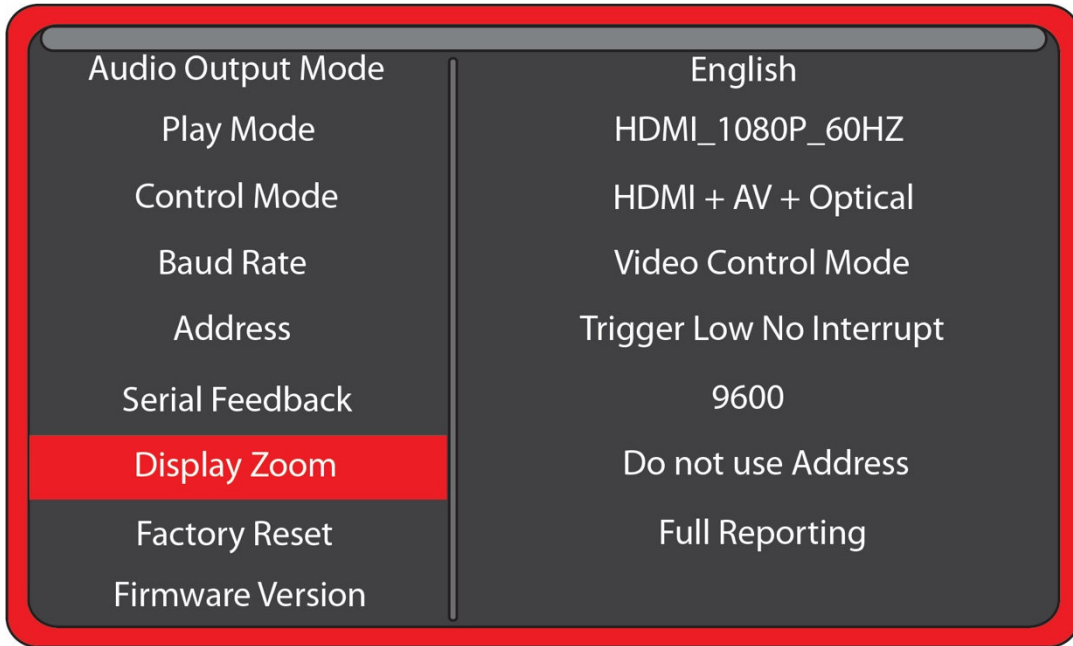 Audio Output Mode English
Play Mode HDMI_1080P_60HZ
Control Mode HDMI + AV + Optical
Baud Rate Video Control Mode
Address Trigger Low No Interrupt
Serial Feedback 9600
Display Zoom Do not use Address
Factory Reset Full Reporting
Firmware Version